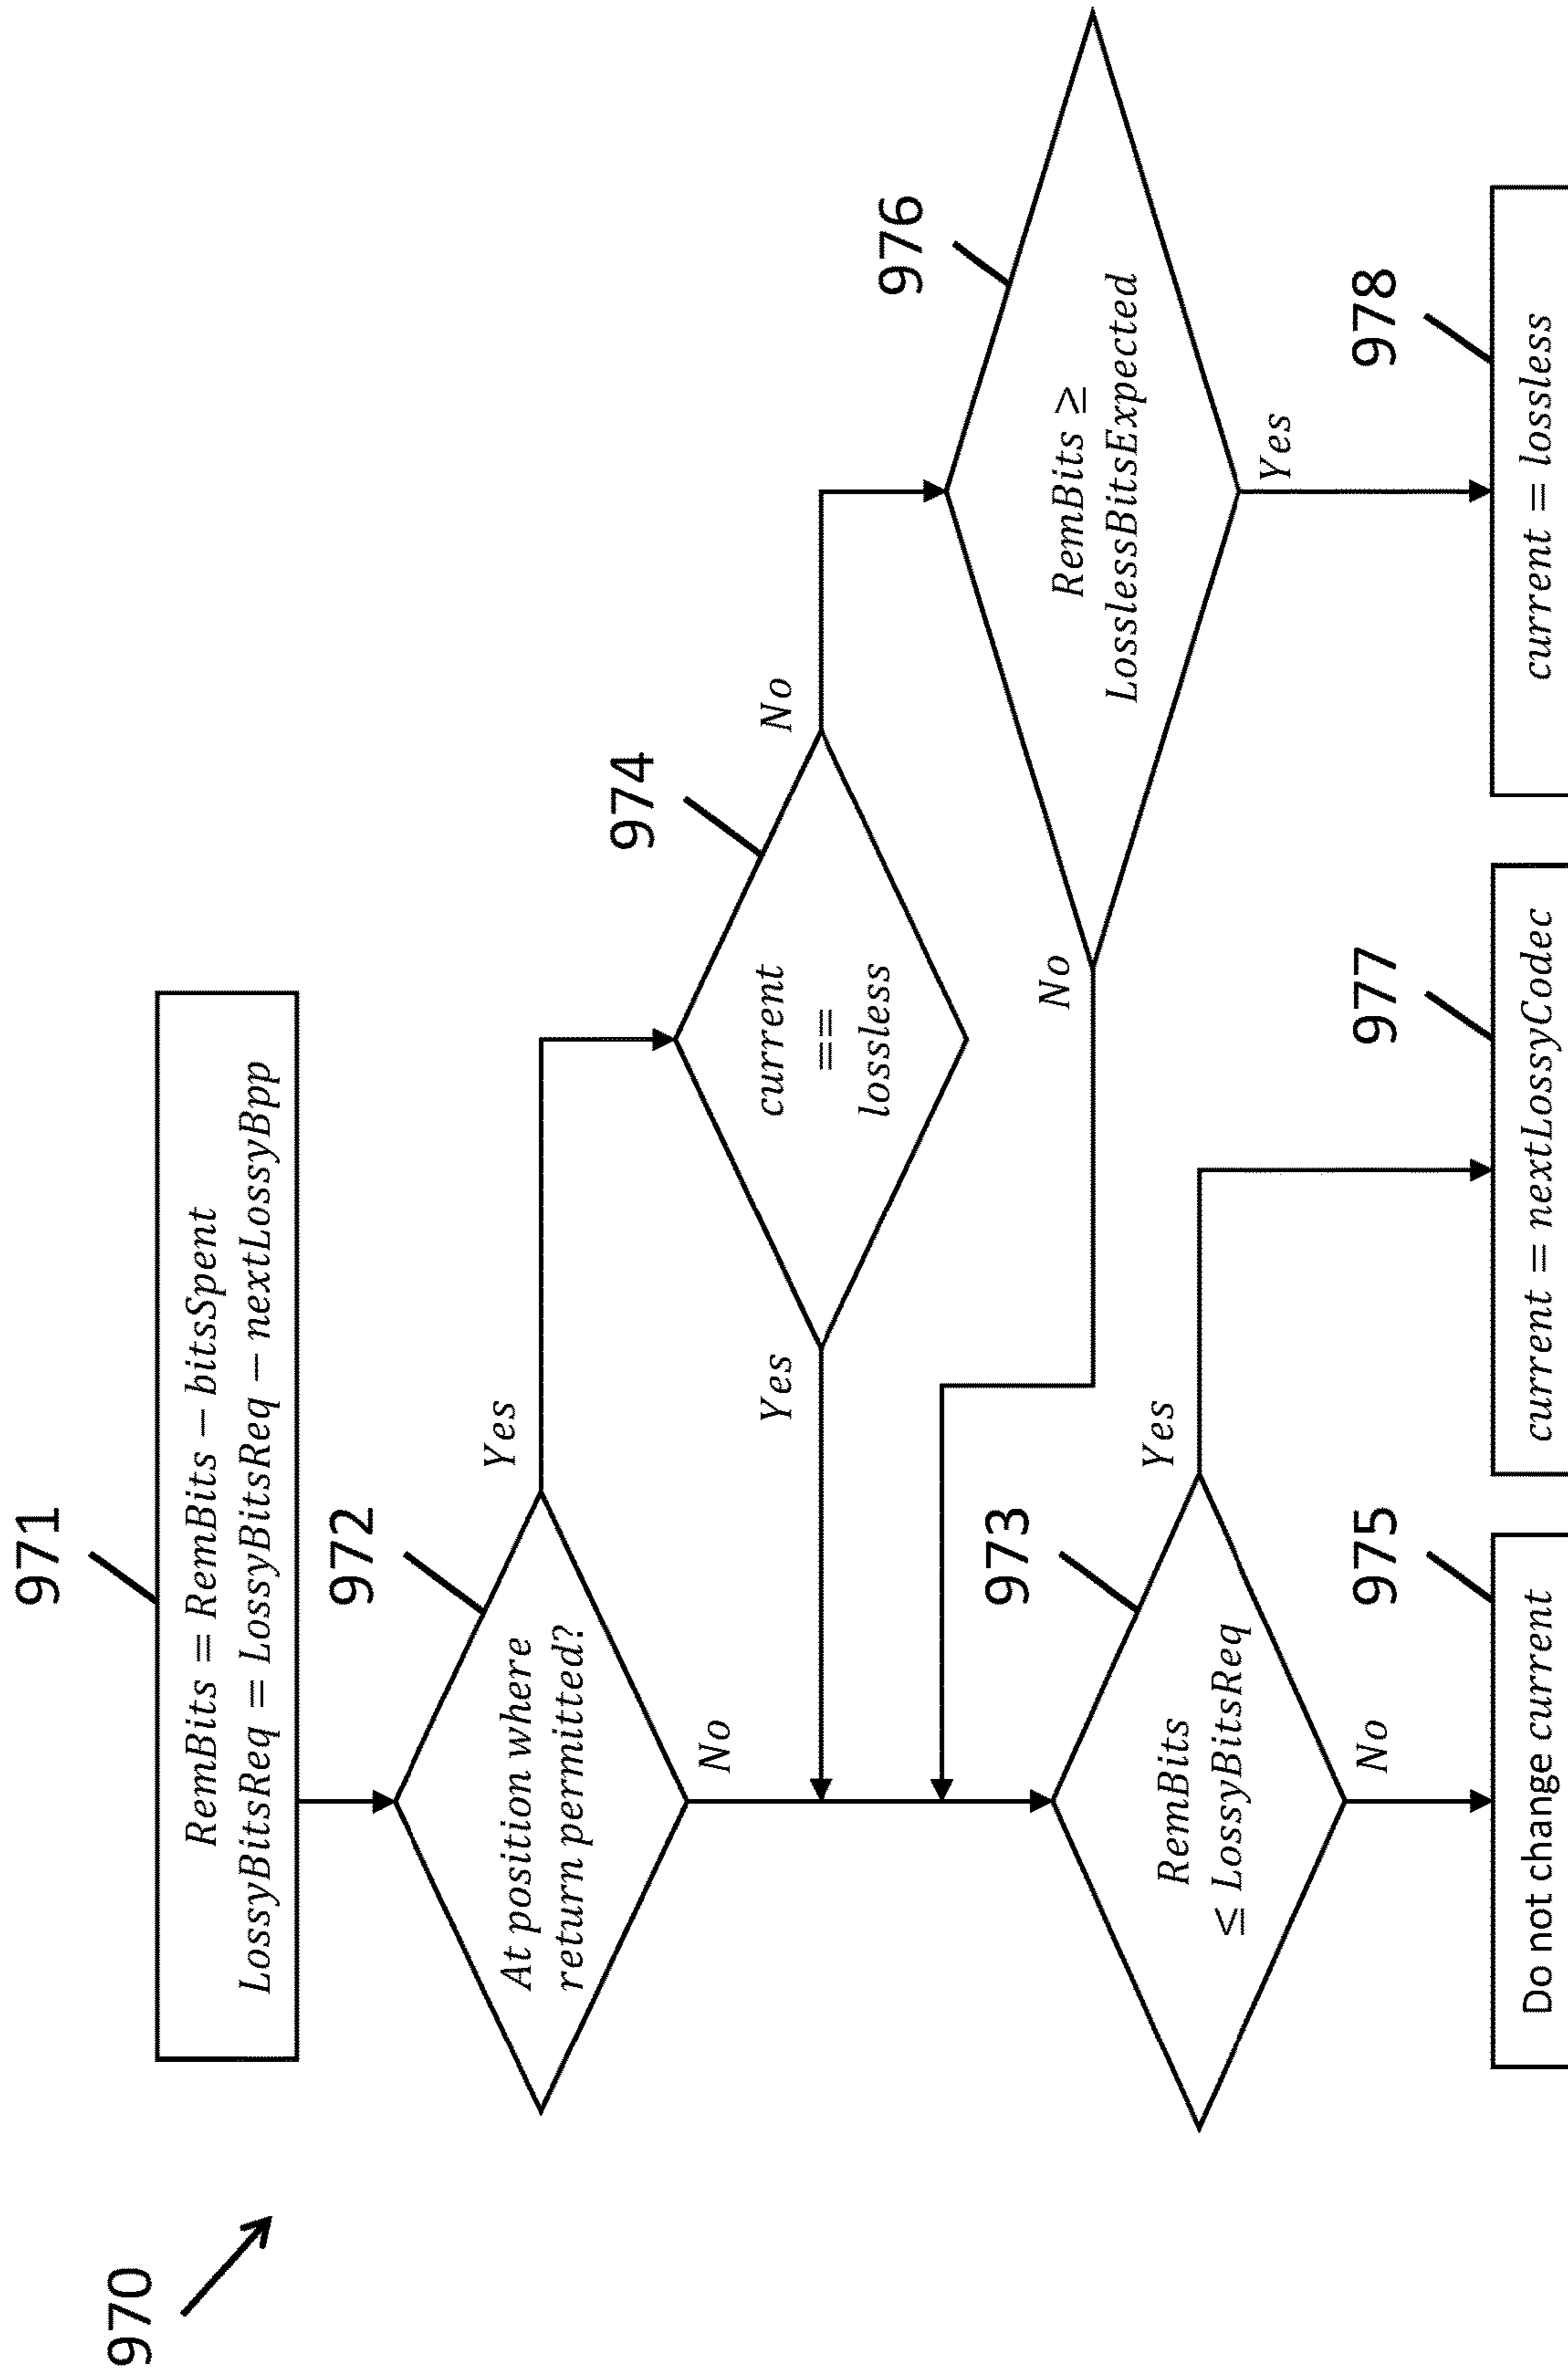 970
971
RemBits = RemBits − bitsSpent
LossyBitsReq = LossyBitsReq − nextLossyBpp
972
At position where
return permitted?
Yes
No
974
current
==
lossless
Yes
No
976
RemBits ≥
LosslessBitsExpected
No
Yes
973
RemBits
≤ LossyBitsReq
Yes
No
975
Do not change current
977
current = nextLossyCodec
978
current = lossless